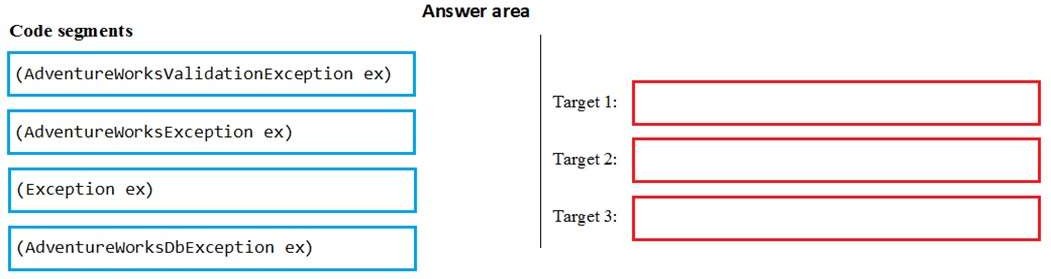 Answer area
Code segments
(AdventureWorksValidationException ex)
(AdventureWorksException ex)
(Exception ex)
(AdventureWorksDbException ex)
Target 1:
Target 2:
Target 3: